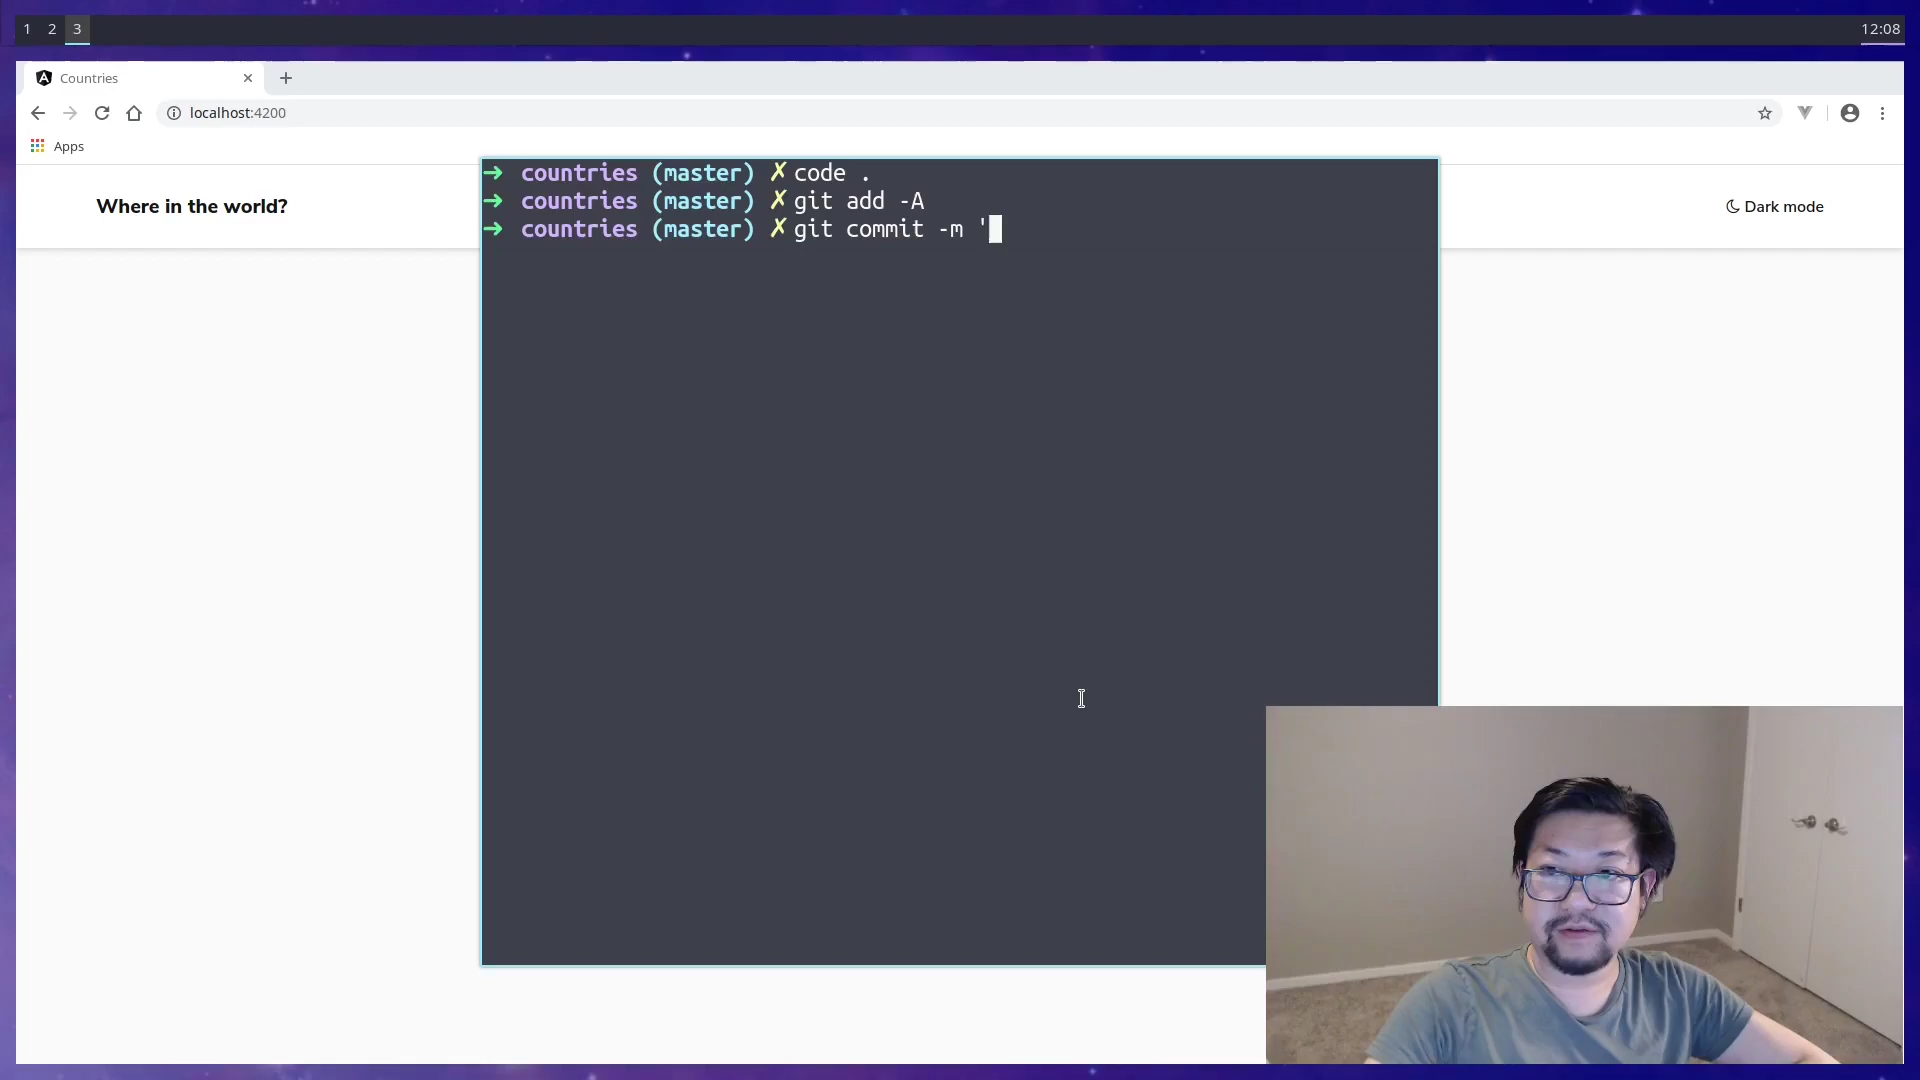 1 2 3
12:08
Countries
localhost:4200
Apps
Where in the world?
Dark mode
➜ countries (master) ✗ code .
➜ countries (master) ✗ git add -A
➜ countries (master) ✗ git commit -m '